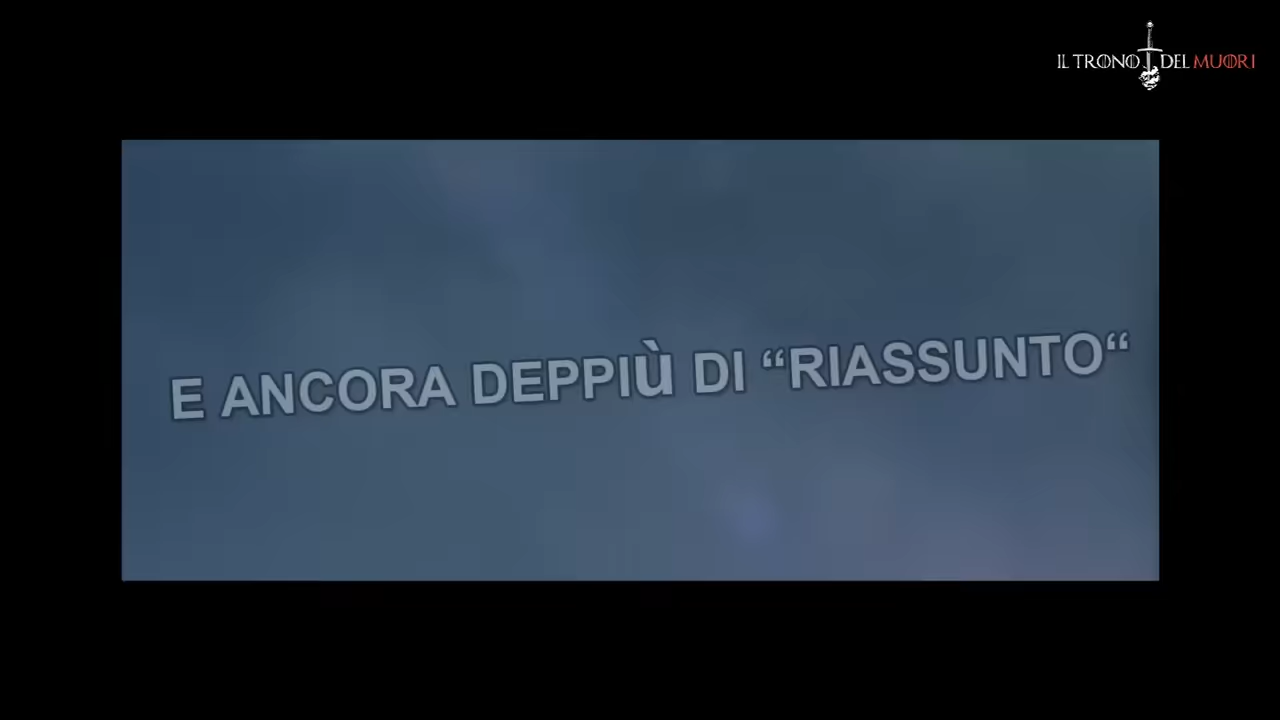 IL TRONO DEL MUORI
E ANCORA DEPPIù DI “RIASSUNTO“